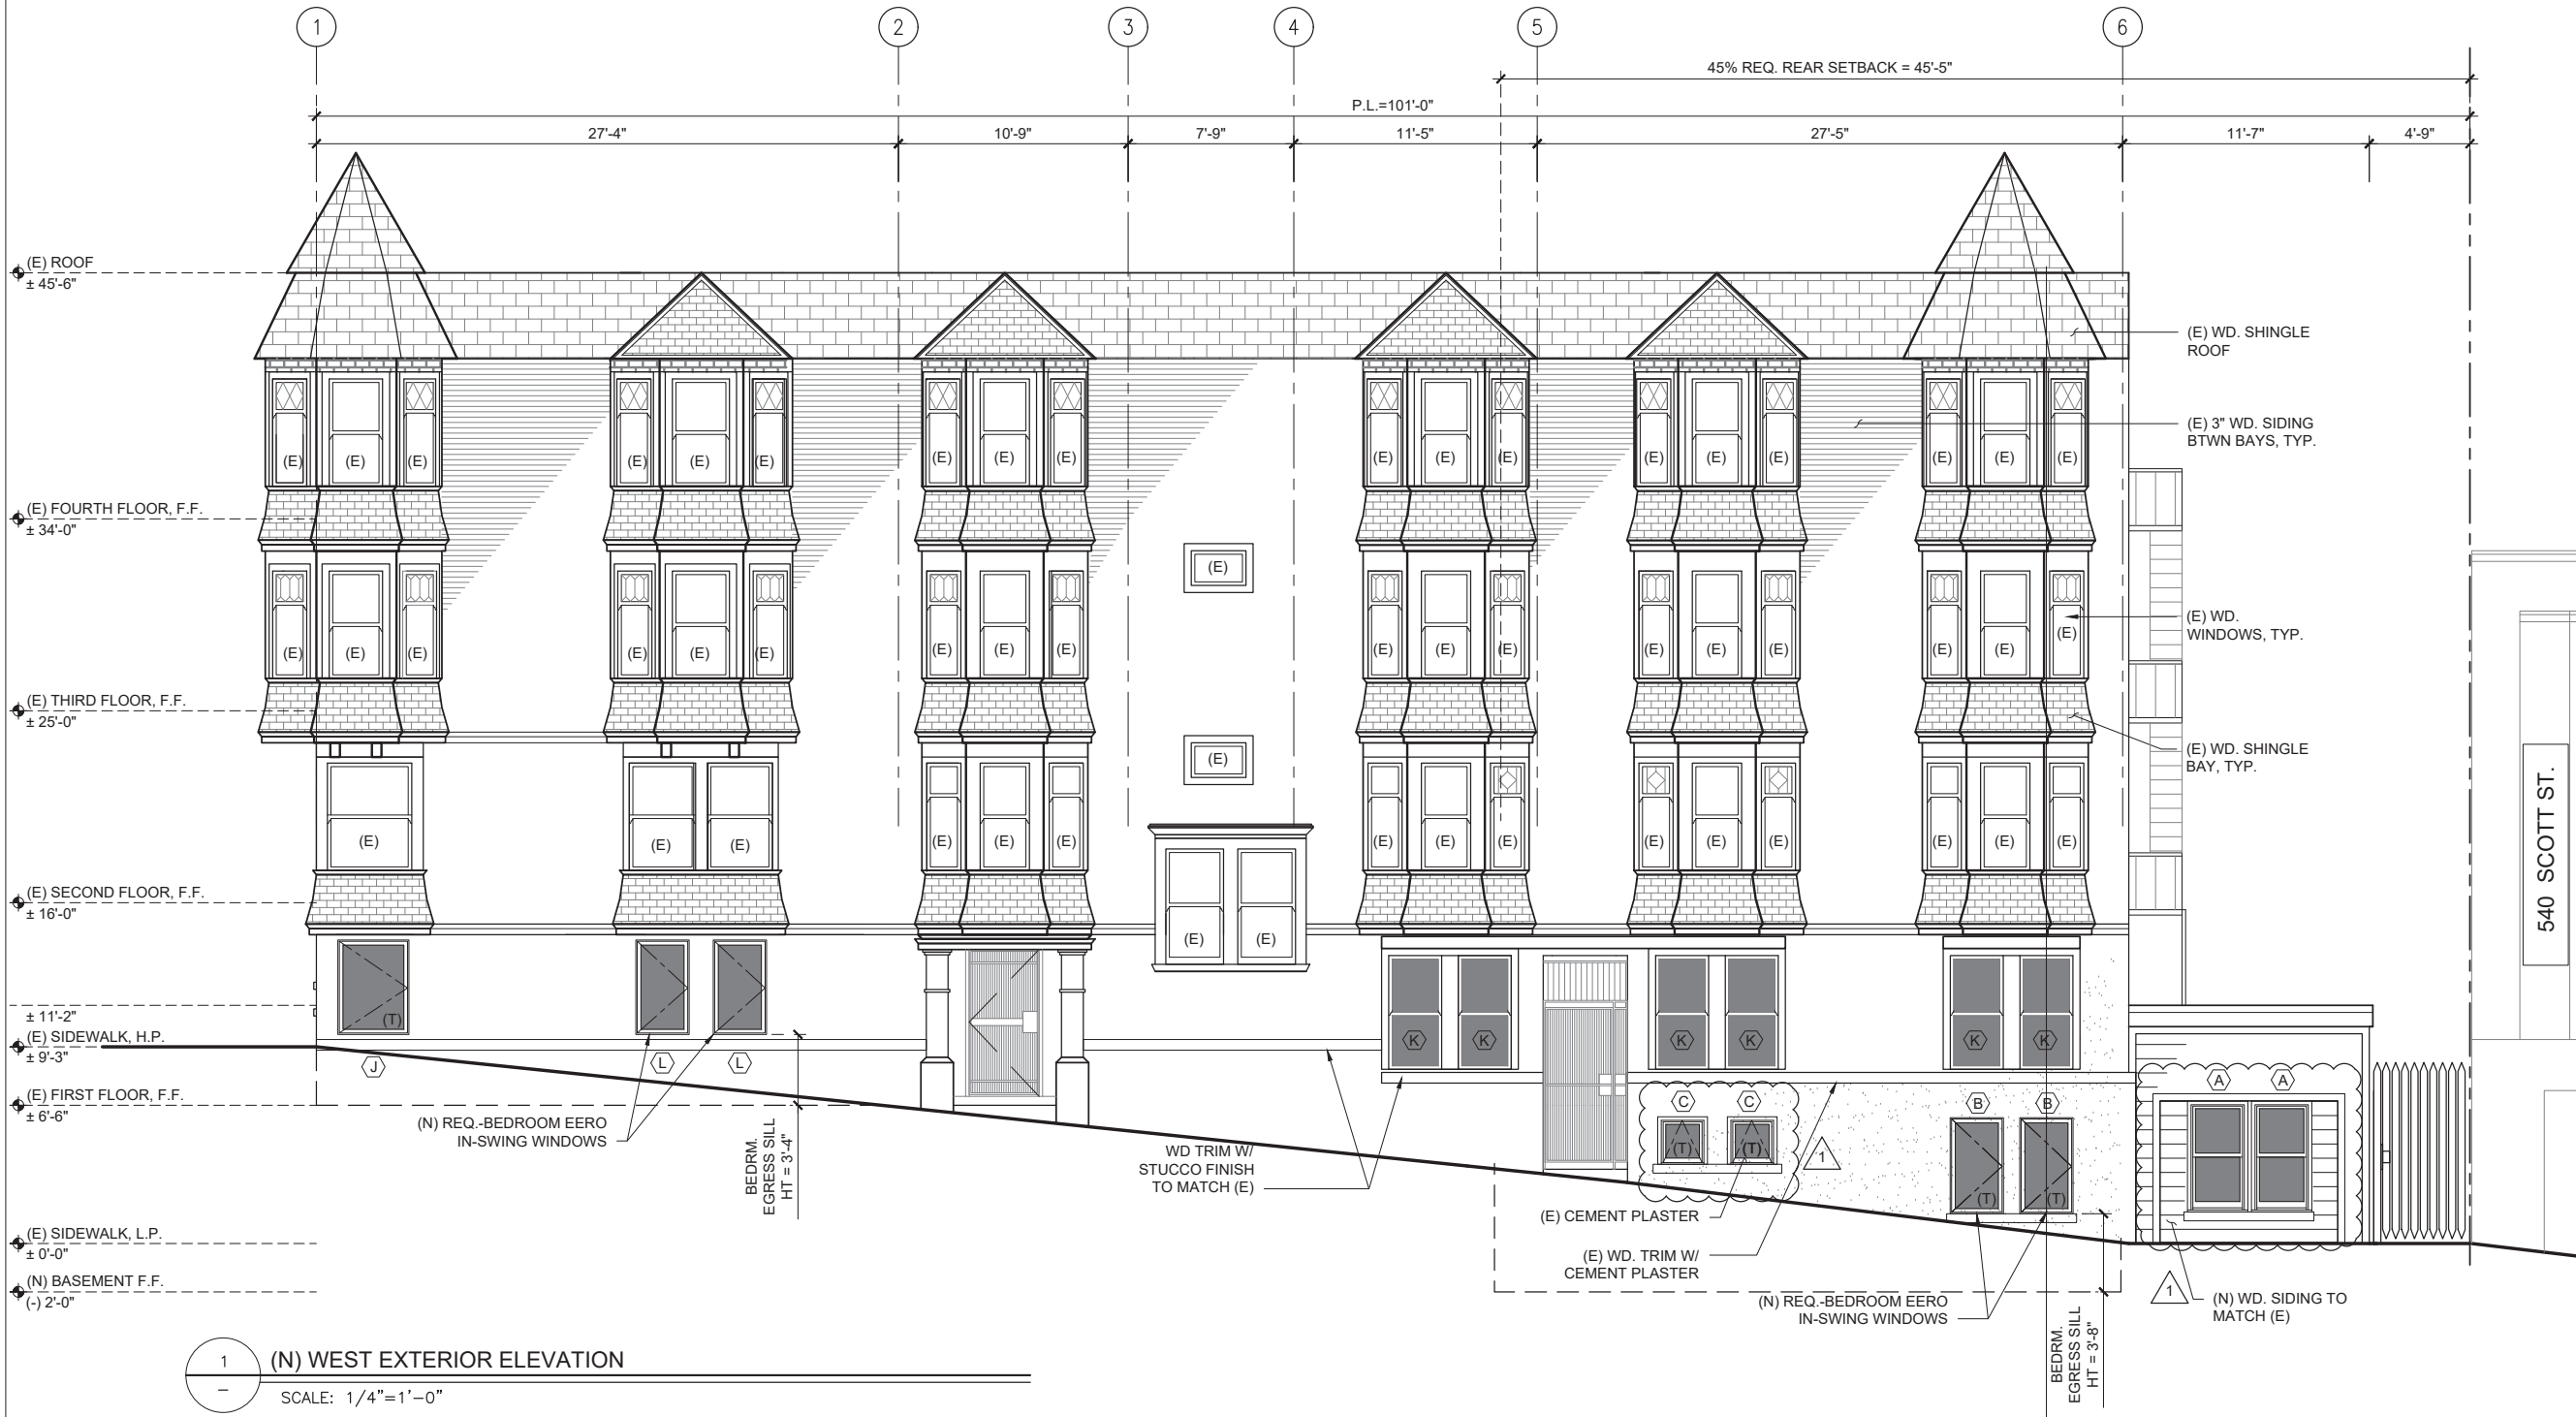 1 2 3 4 5 6
45% REQ. REAR SETBACK = 45'-5"
P.L.=101'-0"
27'-4" 10'-9" 7'-9" 11'-5" 27'-5" 11'-7" 4'-9"
(E) ROOF
± 45'-6"
(E) WD. SHINGLE
ROOF
(E) 3" WD. SIDING
BTWN BAYS, TYP.
(E) (E) (E) (E) (E) (E) (E) (E) (E) (E) (E) (E) (E) (E) (E) (E) (E) (E)
(E) FOURTH FLOOR, F.F.
± 34'-0"
(E)
(E) WD.
WINDOWS, TYP.
(E) (E) (E) (E) (E) (E) (E) (E) (E) (E) (E) (E) (E) (E) (E) (E) (E) (E)
(E) THIRD FLOOR, F.F.
± 25'-0"
(E)
(E) WD. SHINGLE
BAY, TYP.
(E) (E) (E) (E) (E) (E) (E) (E) (E) (E) (E) (E) (E) (E) (E)
540 SCOTT ST.
(E) SECOND FLOOR, F.F.
± 16'-0"
(E) (E)
± 11'-2"
(T)
(E) SIDEWALK, H.P.
± 9'-3"
K K K K K K
J L L
A A
(E) FIRST FLOOR, F.F.
± 6'-6"
C C B B
(N) REQ.-BEDROOM EERO
IN-SWING WINDOWS
BEDRM.
EGRESS SILL
HT = 3'-4"
WD TRIM W/
STUCCO FINISH
TO MATCH (E)
(T) (T)
1
(T) (T)
(E) CEMENT PLASTER
(E) SIDEWALK, L.P.
± 0'-0"
(E) WD. TRIM W/
CEMENT PLASTER
(N) BASEMENT F.F.
(-) 2'-0"
(N) REQ.-BEDROOM EERO
IN-SWING WINDOWS
1
(N) WD. SIDING TO
MATCH (E)
BEDRM.
EGRESS SILL
HT = 3'-8"
1
–
(N) WEST EXTERIOR ELEVATION
SCALE: 1/4"=1'-0"